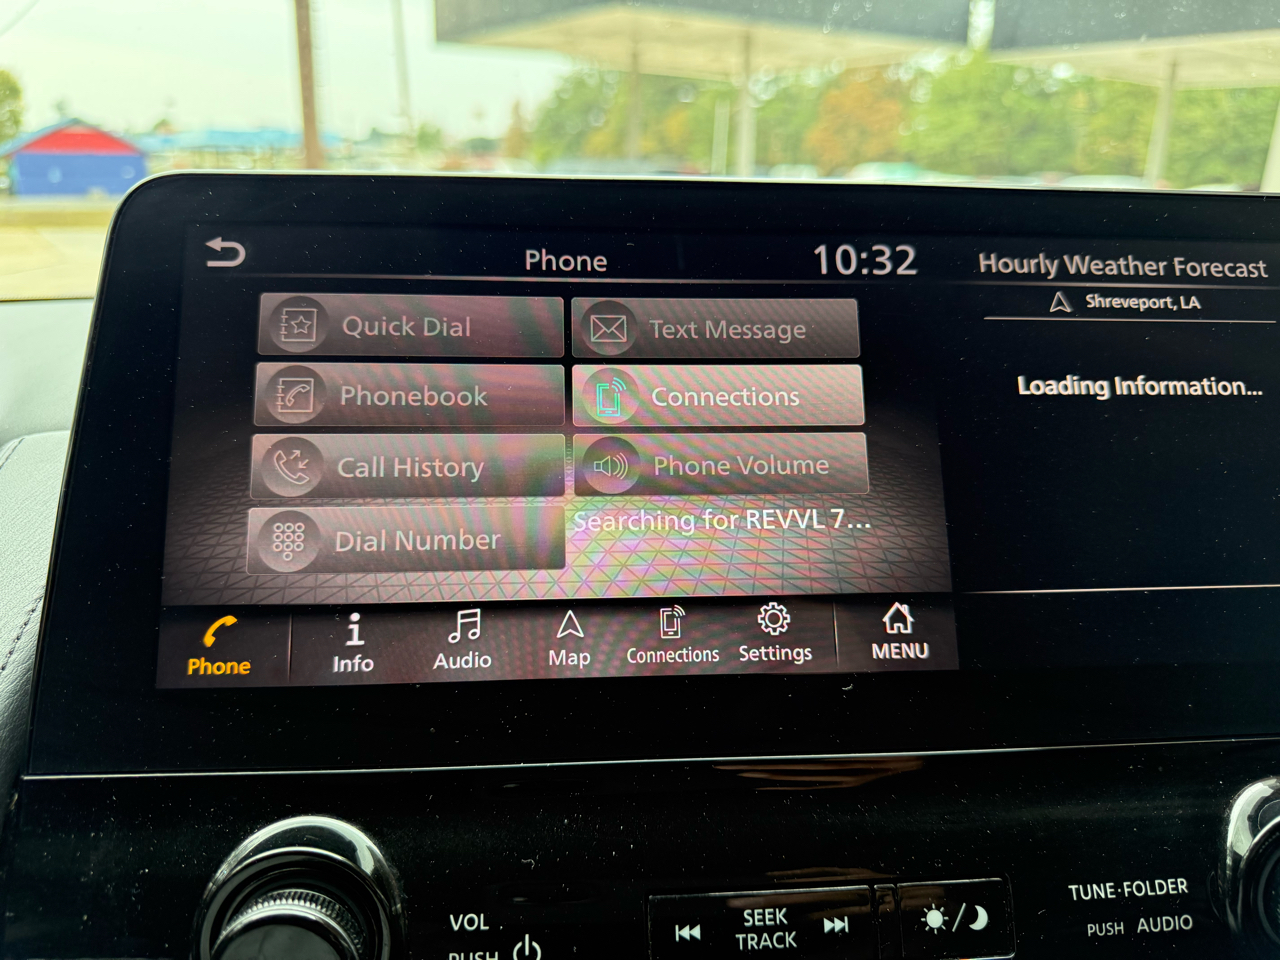 Phone
10:32
Hourly Weather Forecast
Shreveport, LA
Quick Dial
Text Message
Loading Information...
Phonebook
Connections
Call History
Phone Volume
Searching for REVVL 7...
Dial Number
Phone
Info
Audio
Map
Connections
Settings
MENU
VOL
PUSH
SEEK
TRACK
TUNE·FOLDER
PUSH AUDIO